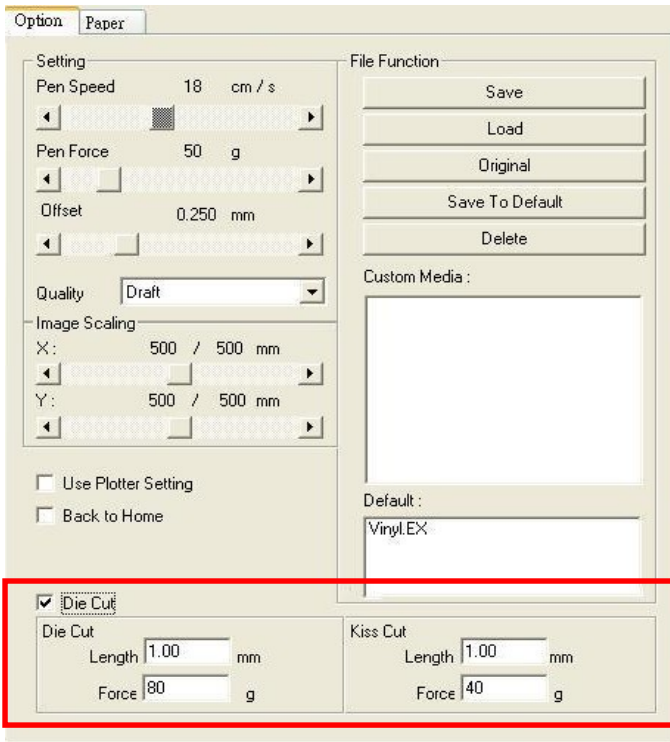 Option Paper
Setting
Pen Speed 18 cm / s
Pen Force 50 g
Offset 0.250 mm
Quality Draft
Image Scaling
X : 500 / 500 mm
Y : 500 / 500 mm
Use Plotter Setting
Back to Home
File Function
Save
Load
Original
Save To Default
Delete
Custom Media :
Default :
Vinyl.EX
Die Cut
Die Cut
Length 1.00 mm
Force 80 g
Kiss Cut
Length 1.00 mm
Force 40 g